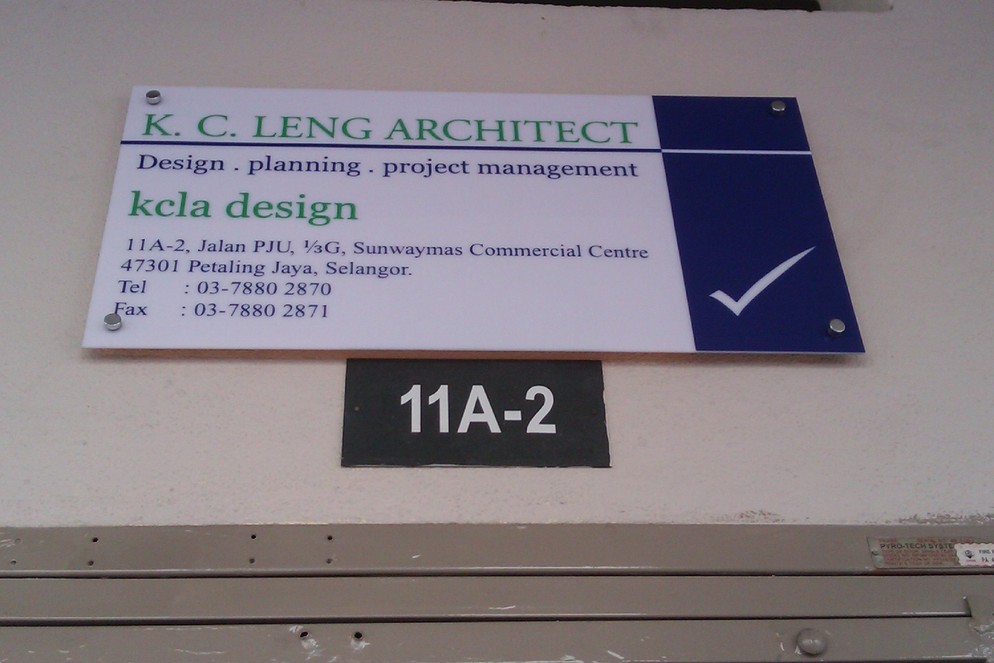 K. C. LENG ARCHITECT
Design . planning . project management
kcla design
11A-2, Jalan PJU, ⅓G, Sunwaymas Commercial Centre
47301 Petaling Jaya, Selangor.
Tel : 03-7880 2870
Fax : 03-7880 2871
11A-2
PYRO-TECH